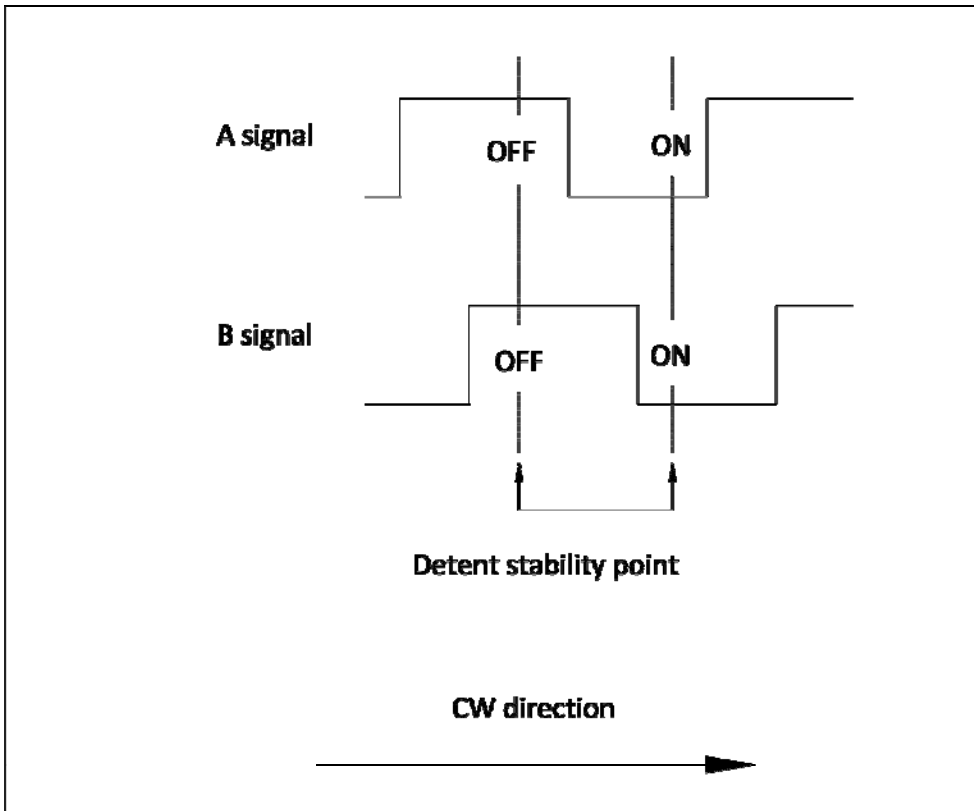 A signal
OFF
ON
B signal
OFF
ON
Detent stability point
CW direction